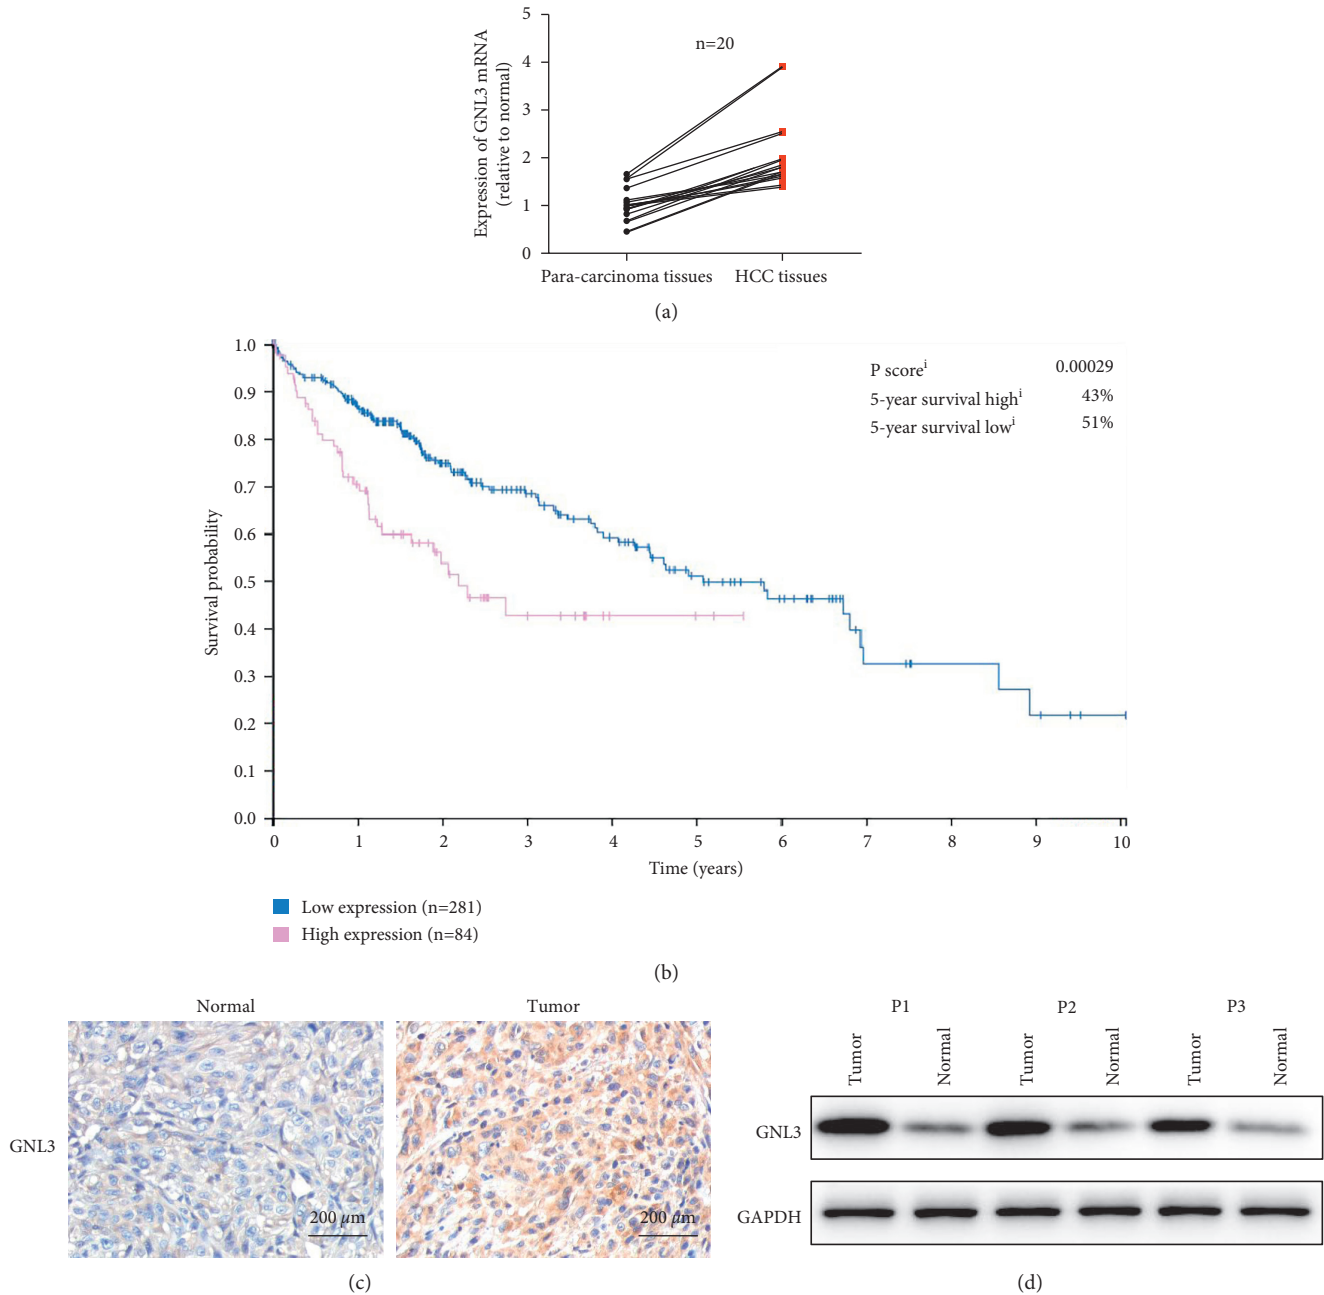 5
4
3
2
1
0
Expression of GNL3 mRNA
(relative to normal)
n=20
Para-carcinoma tissues
HCC tissues
(a)
1.0
0.9
0.8
0.7
0.6
0.5
0.4
0.3
0.2
0.1
0.0
Survival probability
P scoreⁱ 0.00029
5-year survival highⁱ 43%
5-year survival lowⁱ 51%
0 1 2 3 4 5 6 7 8 9 10
Time (years)
Low expression (n=281)
High expression (n=84)
(b)
Normal
Tumor
GNL3
200 µm
200 µm
(c)
P1 P2 P3
Tumor Normal Tumor Normal Tumor Normal
GNL3
GAPDH
(d)